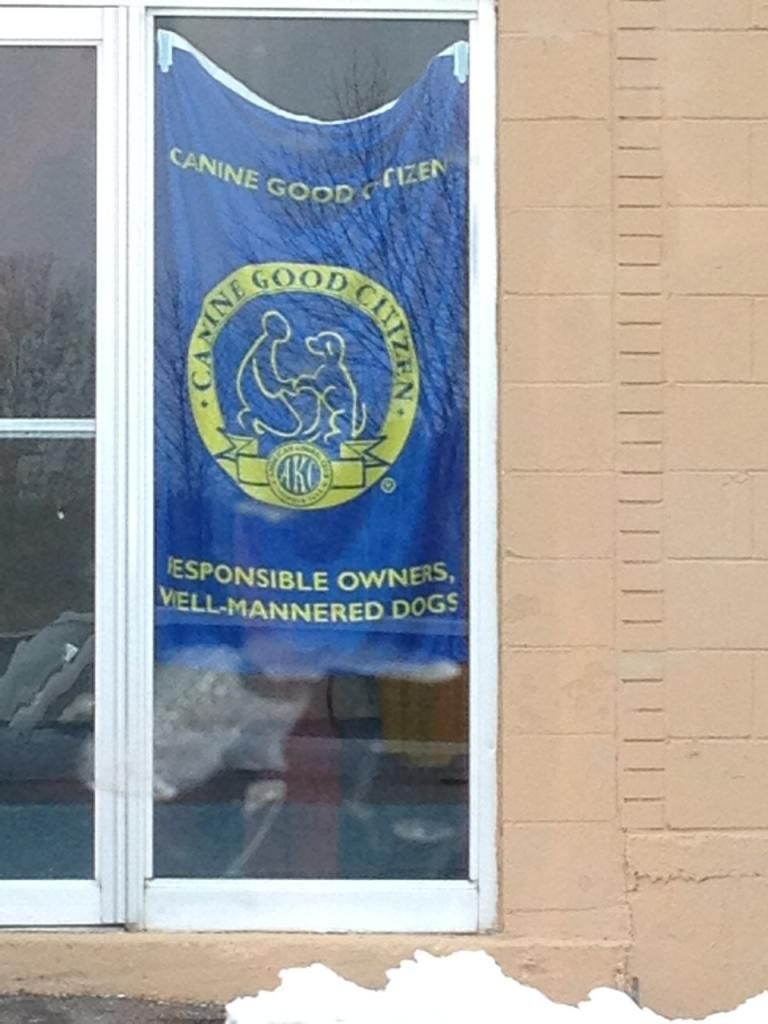 CANINE GOOD CITIZEN
CANINE GOOD CITIZEN
AKC
®
RESPONSIBLE OWNERS,
WELL-MANNERED DOGS